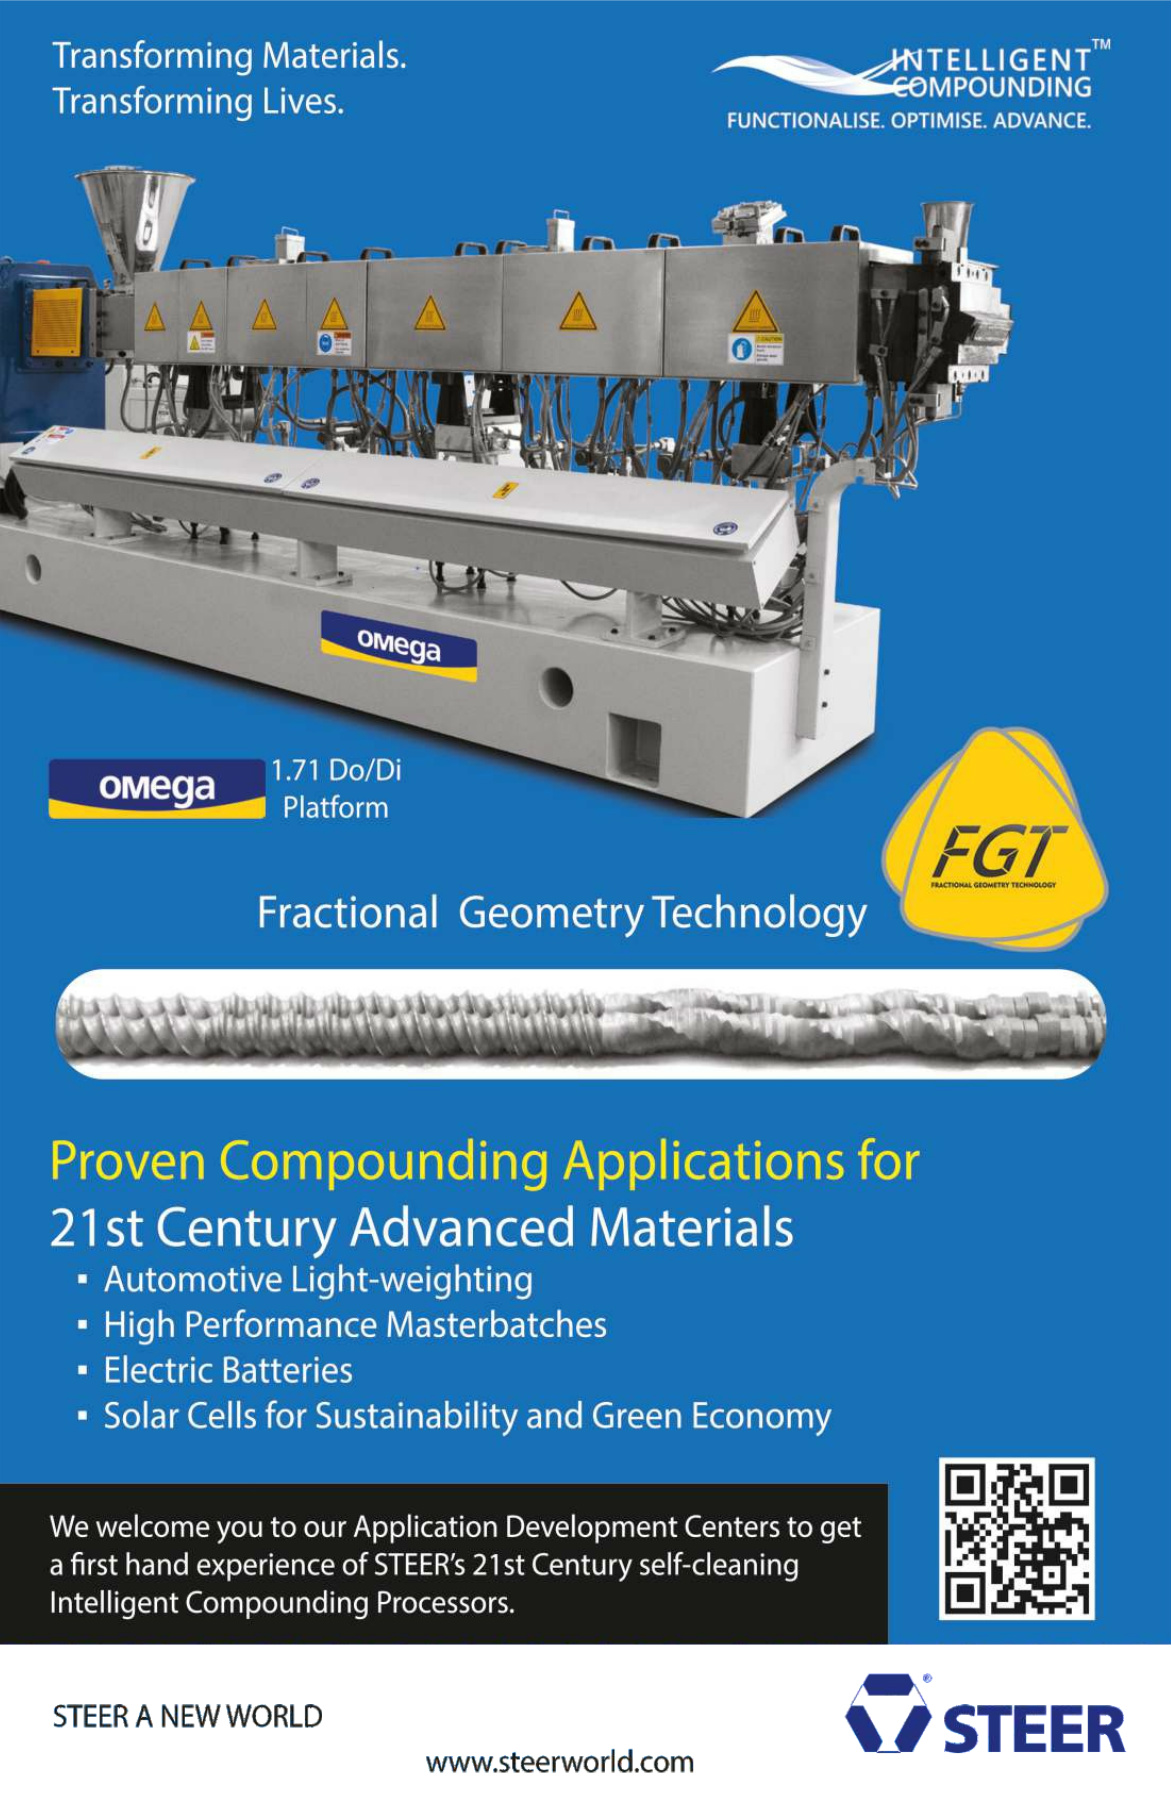 Transforming Materials.
Transforming Lives.
INTELLIGENT™
COMPOUNDING
FUNCTIONALISE. OPTIMISE. ADVANCE.
OMega
OMega
1.71 Do/Di
Platform
FGT
FRACTIONAL GEOMETRY TECHNOLOGY
Fractional Geometry Technology
Proven Compounding Applications for
21st Century Advanced Materials
▪ Automotive Light-weighting
▪ High Performance Masterbatches
▪ Electric Batteries
▪ Solar Cells for Sustainability and Green Economy
We welcome you to our Application Development Centers to get
a first hand experience of STEER's 21st Century self-cleaning
Intelligent Compounding Processors.
STEER A NEW WORLD
®
STEER
www.steerworld.com